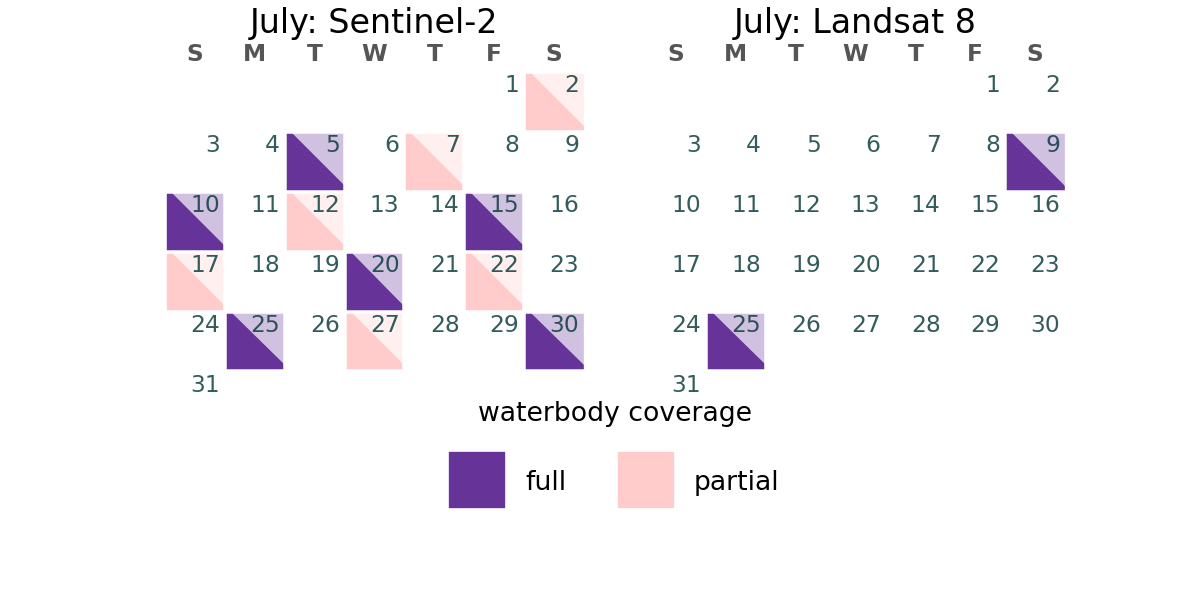 July: Sentinel-2
S M T W T F S
1 2
3 4 5 6 7 8 9
10 11 12 13 14 15 16
17 18 19 20 21 22 23
24 25 26 27 28 29 30
31
July: Landsat 8
S M T W T F S
1 2
3 4 5 6 7 8 9
10 11 12 13 14 15 16
17 18 19 20 21 22 23
24 25 26 27 28 29 30
31
waterbody coverage
full
partial